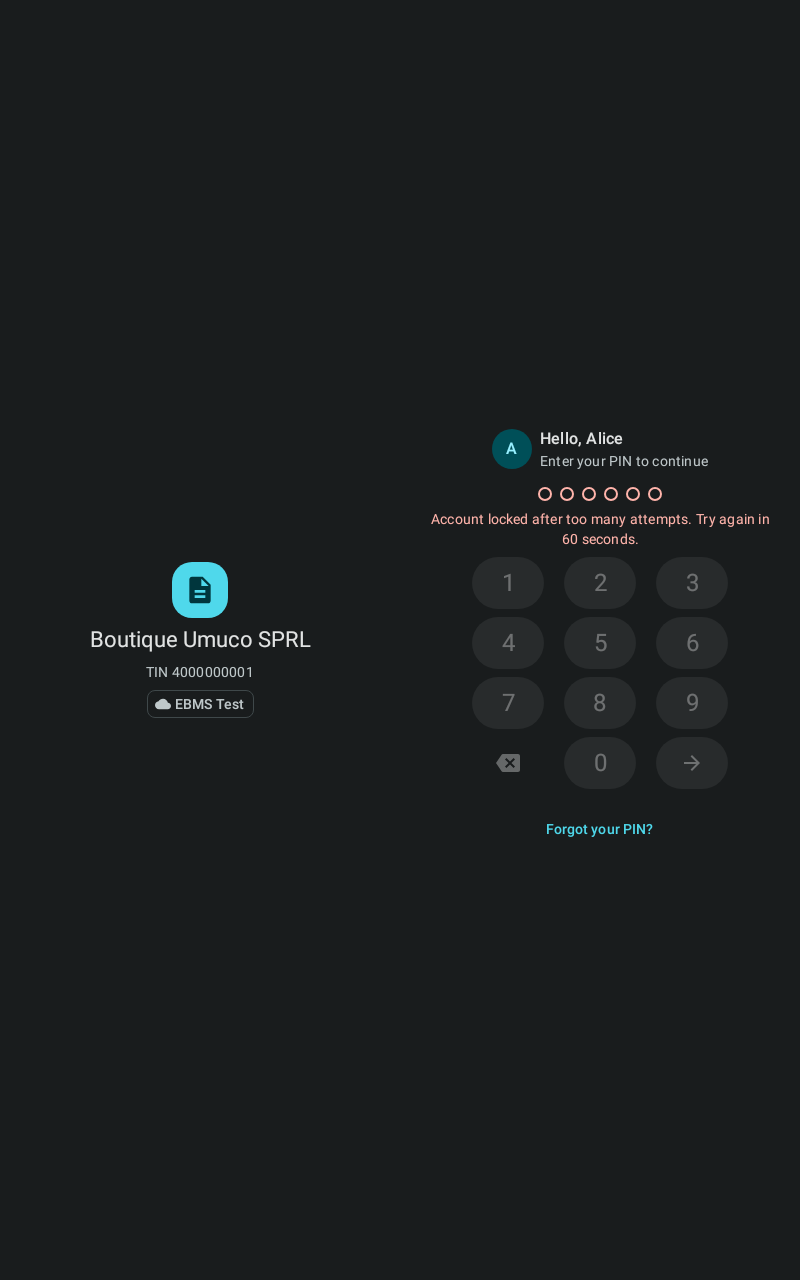 Boutique Umuco SPRL
TIN 4000000001
EBMS Test
A
Hello, Alice
Enter your PIN to continue
Account locked after too many attempts. Try again in
60 seconds.
1 2 3
4 5 6
7 8 9
0
Forgot your PIN?